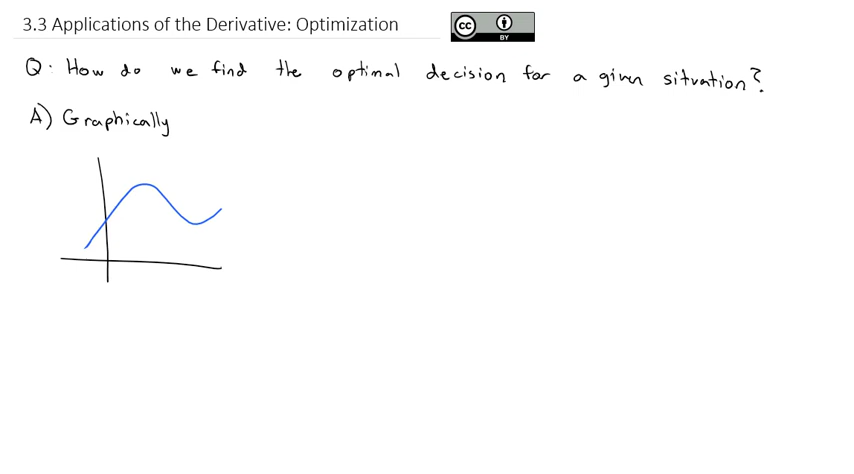 3.3 Applications of the Derivative: Optimization
cc BY
Q: How do we find the optimal decision for a given situation?
A) Graphically